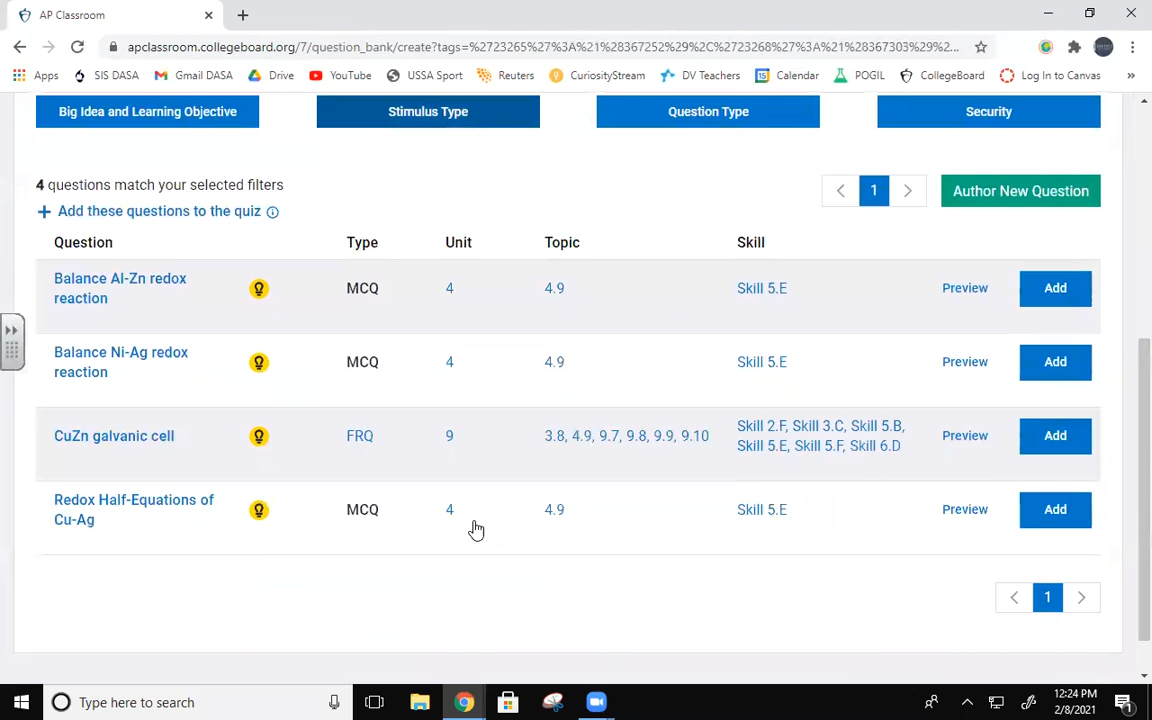 AP Classroom
apclassroom.collegeboard.org/7/question_bank/create?tags=%2723265%27%3A%21%28367252%29%2C%2723268%27%3A%21%28367303%29%2...
Apps SIS DASA Gmail DASA Drive YouTube USSA Sport Reuters CuriosityStream DV Teachers Calendar POGIL CollegeBoard Log In to Canvas »
Big Idea and Learning Objective Stimulus Type Question Type Security
4 questions match your selected filters
1
Author New Question
+ Add these questions to the quiz
Question Type Unit Topic Skill
Balance Al-Zn redox
reaction
MCQ 4 4.9 Skill 5.E Preview Add
Balance Ni-Ag redox
reaction
MCQ 4 4.9 Skill 5.E Preview Add
CuZn galvanic cell FRQ 9 3.8, 4.9, 9.7, 9.8, 9.9, 9.10
Skill 2.F, Skill 3.C, Skill 5.B,
Skill 5.E, Skill 5.F, Skill 6.D
Preview Add
Redox Half-Equations of
Cu-Ag
MCQ 4 4.9 Skill 5.E Preview Add
1
Type here to search
12:24 PM
2/8/2021
1